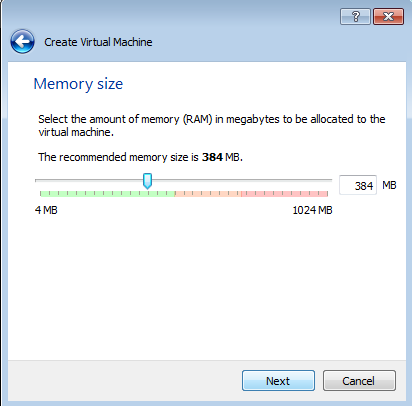 ?
Create Virtual Machine
Memory size
Select the amount of memory (RAM) in megabytes to be allocated to the
virtual machine.
The recommended memory size is 384 MB.
384 MB
4 MB 1024 MB
Next Cancel